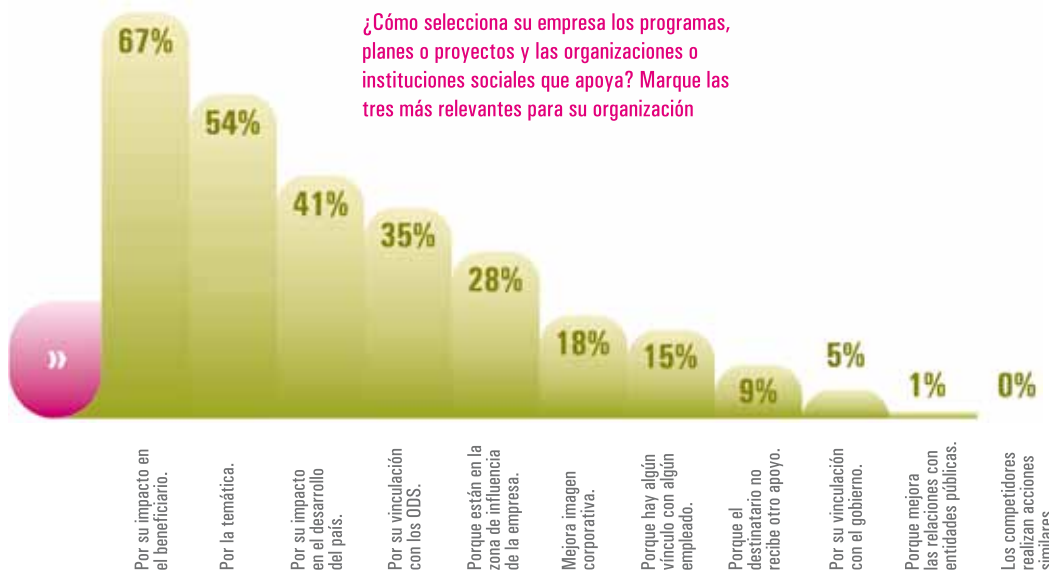 ¿Cómo selecciona su empresa los programas,
planes o proyectos y las organizaciones o
instituciones sociales que apoya? Marque las
tres más relevantes para su organización
67%
54%
41%
35%
28%
18%
15%
9%
5%
1%
0%
»
Por su impacto en
el beneficiario.
Por la temática.
Por su impacto
en el desarrollo
del país.
Por su vinculación
con los ODS.
Porque están en la
zona de influencia
de la empresa.
Mejora imagen
corporativa.
Porque hay algún
vínculo con algún
empleado.
Porque el
destinatario no
recibe otro apoyo.
Por su vinculación
con el gobierno.
Porque mejora
las relaciones con
entidades públicas.
Los competidores
realizan acciones
similares